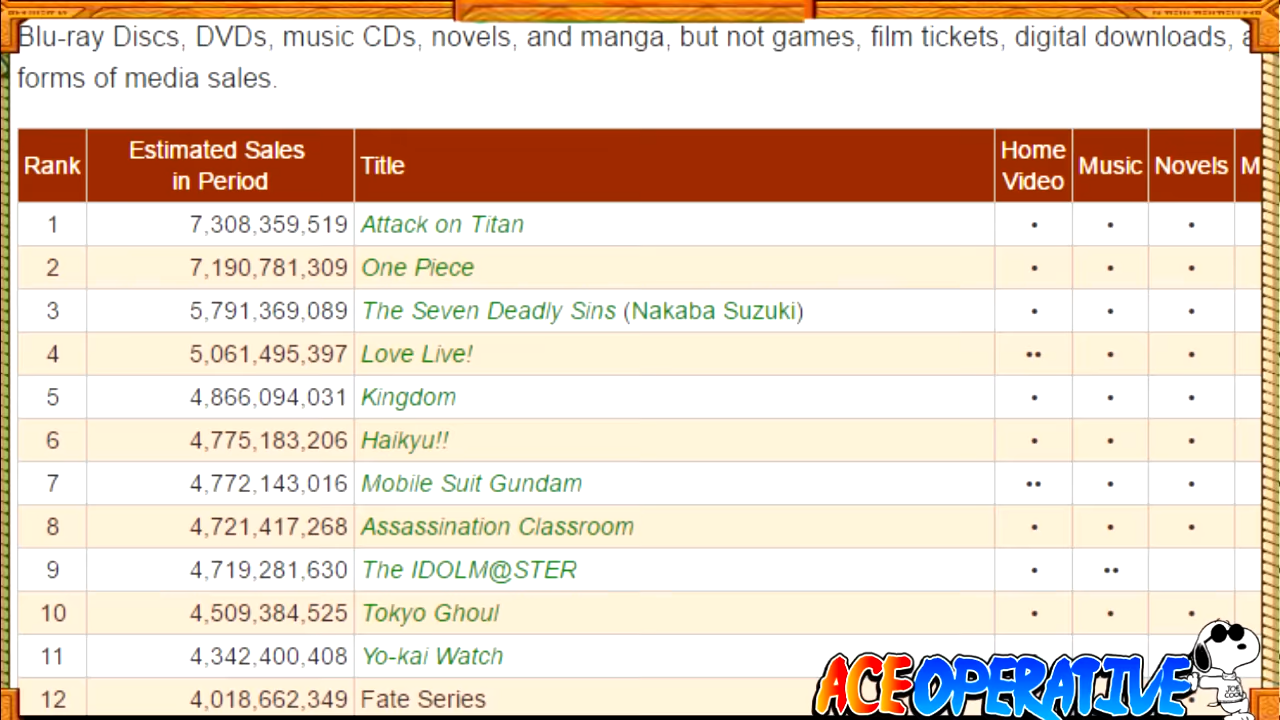 Blu-ray Discs, DVDs, music CDs, novels, and manga, but not games, film tickets, digital downloads,
forms of media sales.
Rank Estimated Sales in Period Title Home Video Music Novels M
1 7,308,359,519 Attack on Titan • • •
2 7,190,781,309 One Piece • • •
3 5,791,369,089 The Seven Deadly Sins (Nakaba Suzuki) • • •
4 5,061,495,397 Love Live! •• • •
5 4,866,094,031 Kingdom • • •
6 4,775,183,206 Haikyu!! • • •
7 4,772,143,016 Mobile Suit Gundam •• • •
8 4,721,417,268 Assassination Classroom • • •
9 4,719,281,630 The IDOLM@STER • ••
10 4,509,384,525 Tokyo Ghoul • • •
11 4,342,400,408 Yo-kai Watch
12 4,018,662,349 Fate Series
ACEOPERATIVE
JOE COOL